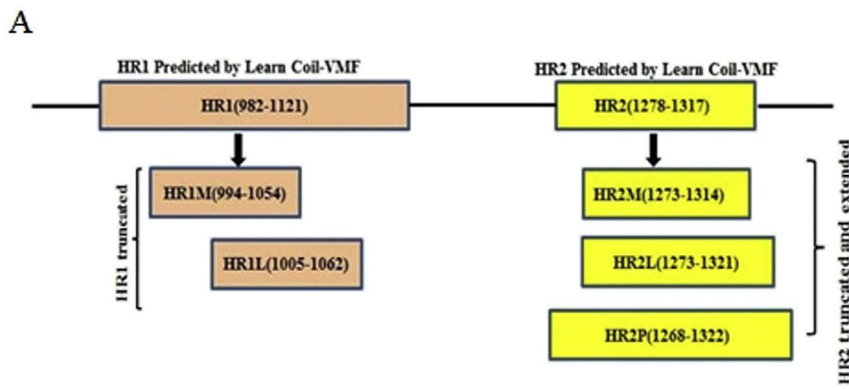 A
HR1 Predicted by Learn Coil-VMF
HR2 Predicted by Learn Coil-VMF
HR1(982-1121)
HR2(1278-1317)
HR1 truncated
HR1M(994-1054)
HR1L(1005-1062)
HR2M(1273-1314)
HR2L(1273-1321)
HR2P(1268-1322)
HR2 truncated and extended